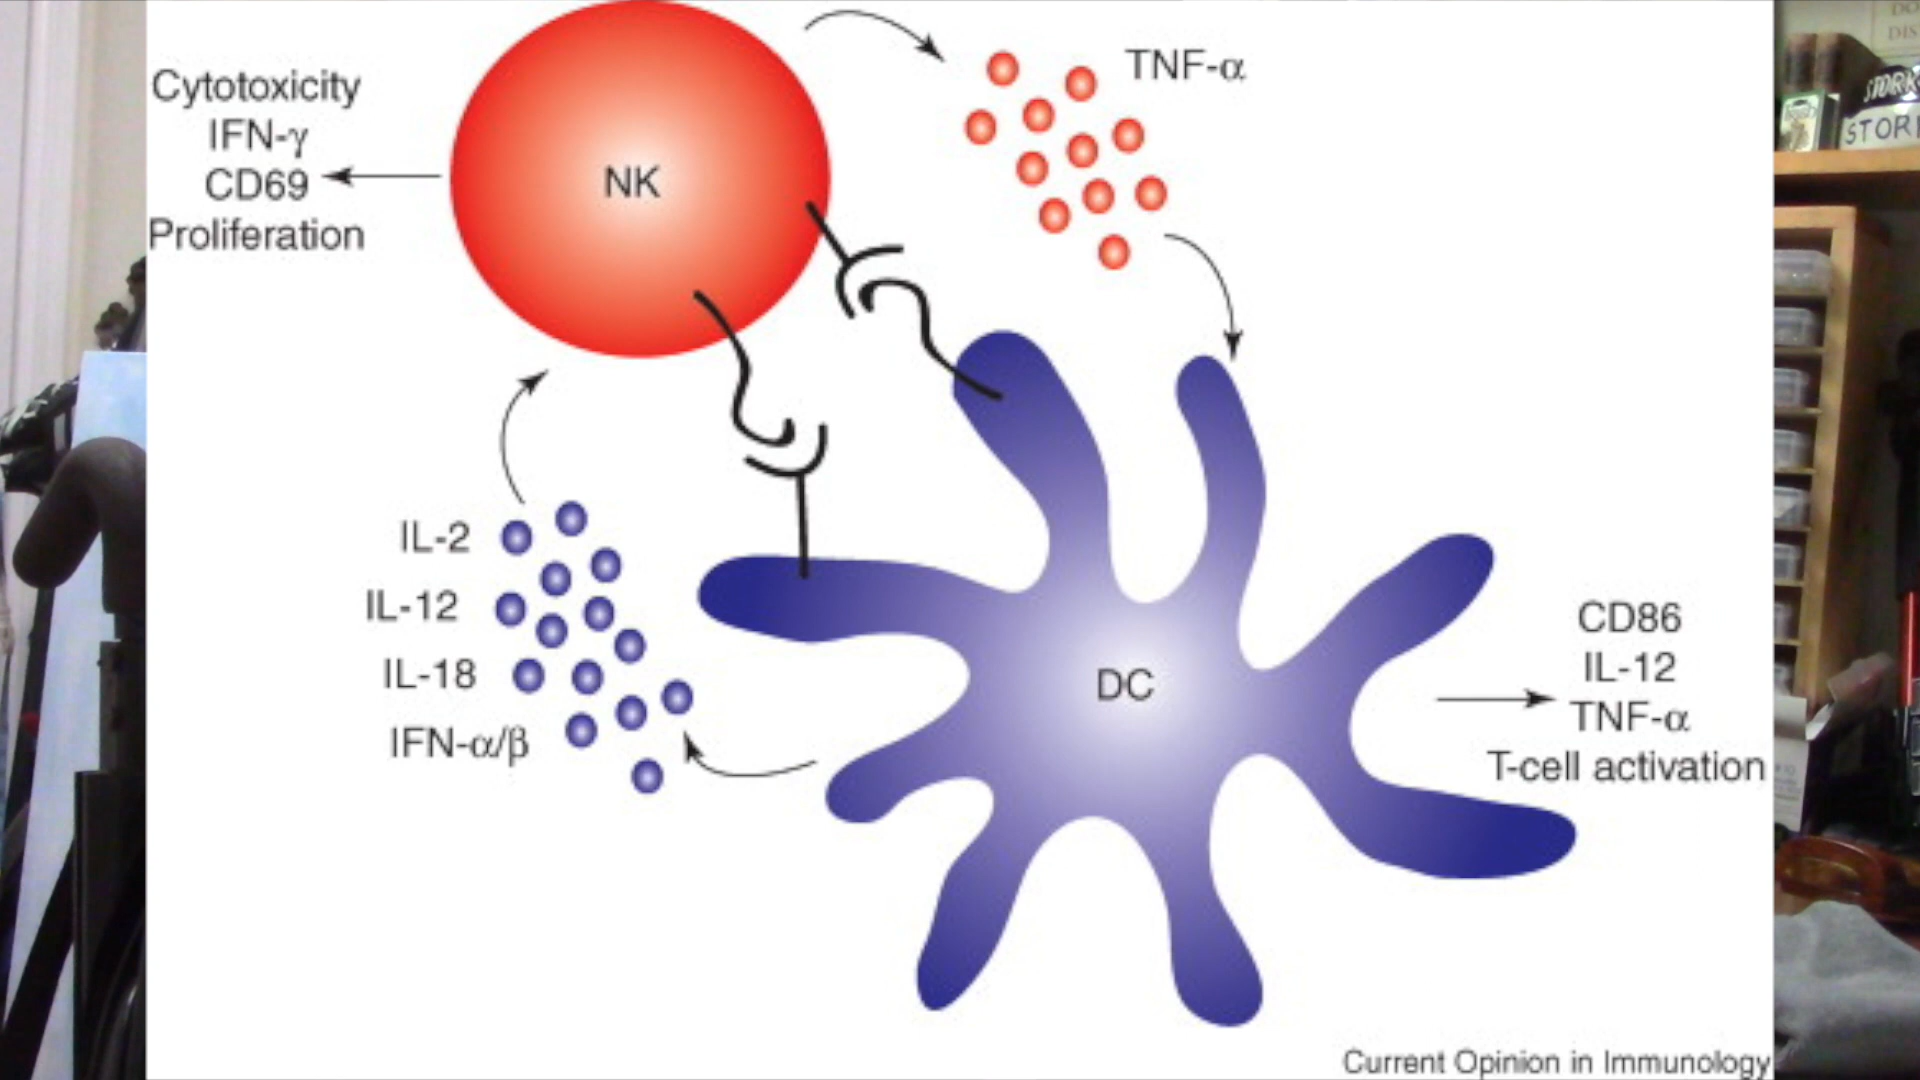 Cytotoxicity
IFN-γ
CD69
Proliferation
NK
TNF-α
IL-2
IL-12
IL-18
IFN-α/β
DC
CD86
IL-12
TNF-α
T-cell activation
Current Opinion in Immunology
STORK